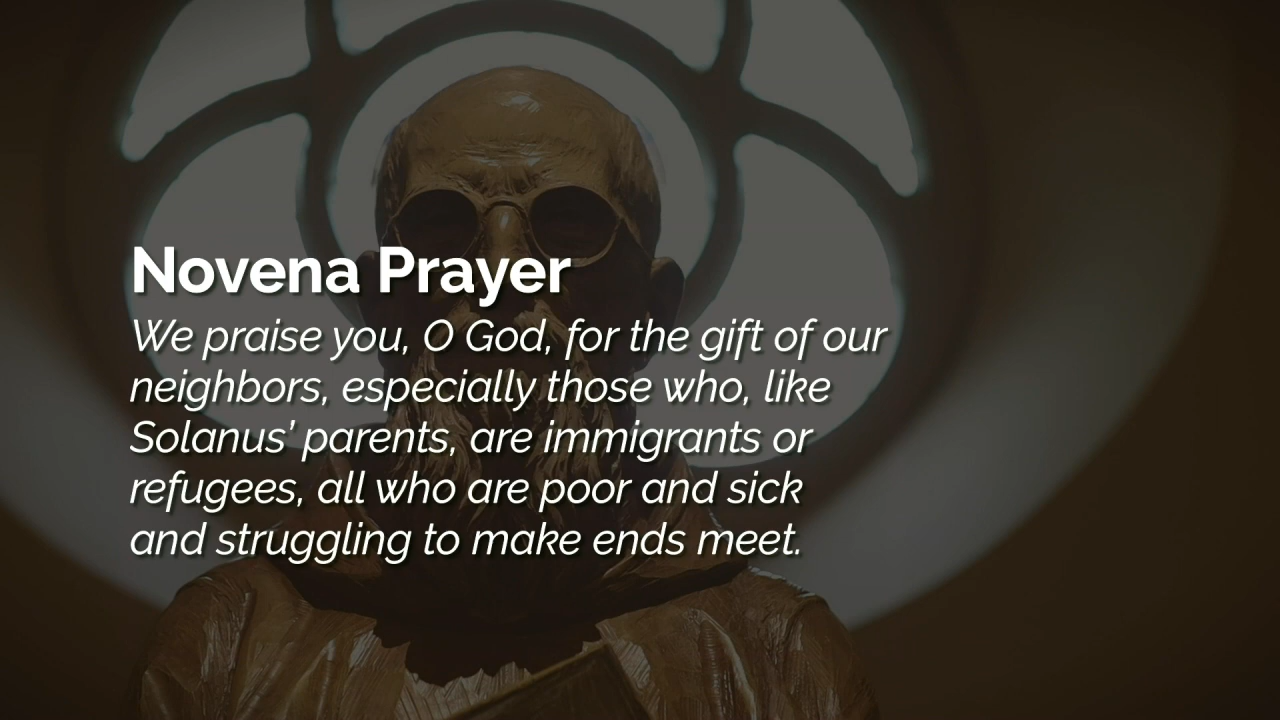 Novena Prayer
We praise you, O God, for the gift of our
neighbors, especially those who, like
Solanus’ parents, are immigrants or
refugees, all who are poor and sick
and struggling to make ends meet.